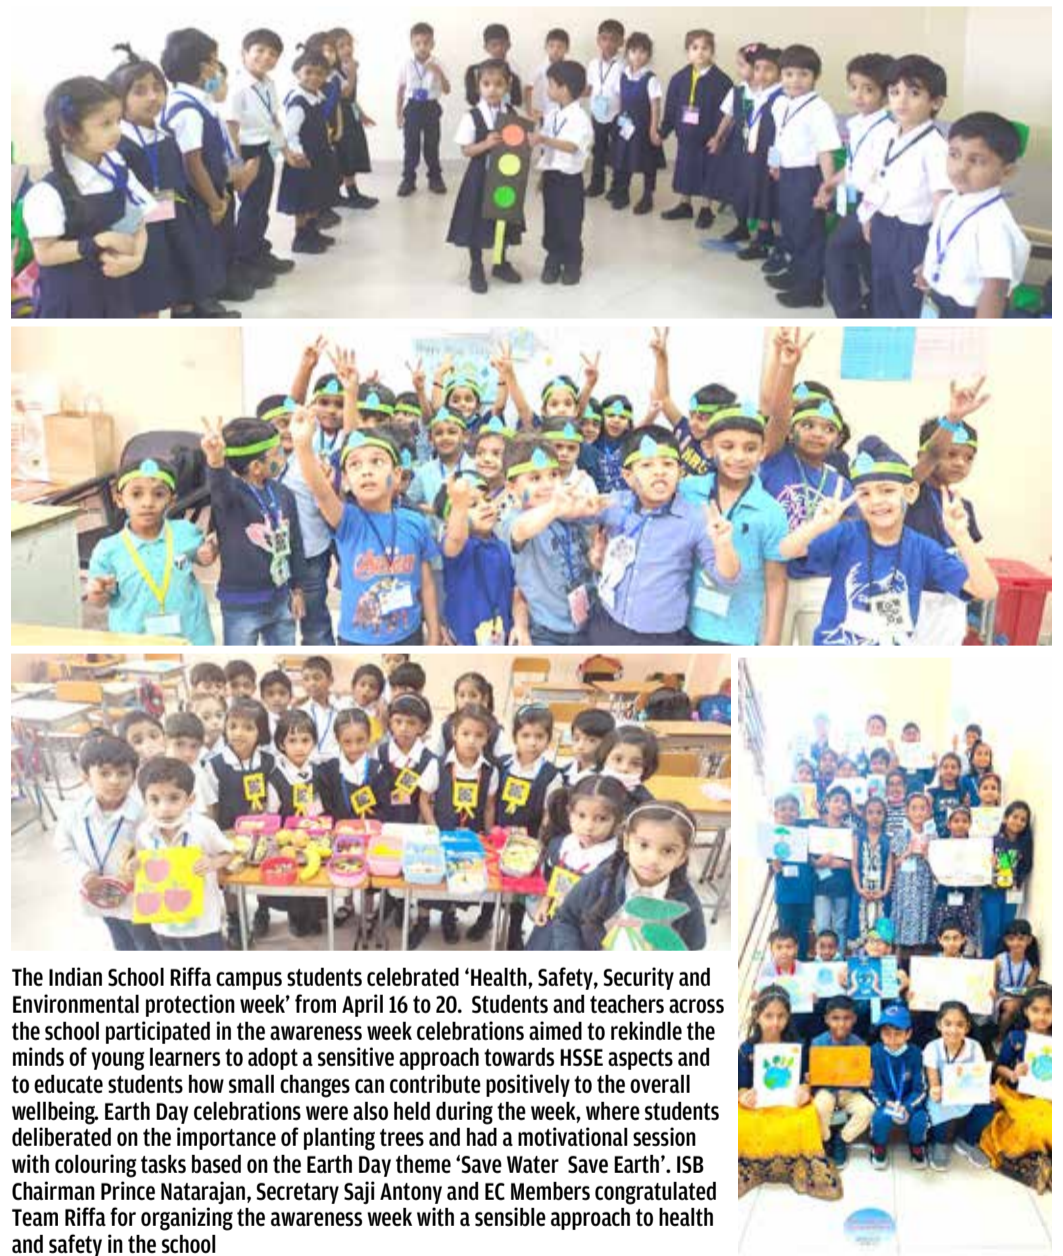 The Indian School Riffa campus students celebrated ‘Health, Safety, Security and
Environmental protection week’ from April 16 to 20.  Students and teachers across
the school participated in the awareness week celebrations aimed to rekindle the
minds of young learners to adopt a sensitive approach towards HSSE aspects and
to educate students how small changes can contribute positively to the overall
wellbeing. Earth Day celebrations were also held during the week, where students
deliberated on the importance of planting trees and had a motivational session
with colouring tasks based on the Earth Day theme ‘Save Water  Save Earth’. ISB
Chairman Prince Natarajan, Secretary Saji Antony and EC Members congratulated
Team Riffa for organizing the awareness week with a sensible approach to health
and safety in the school